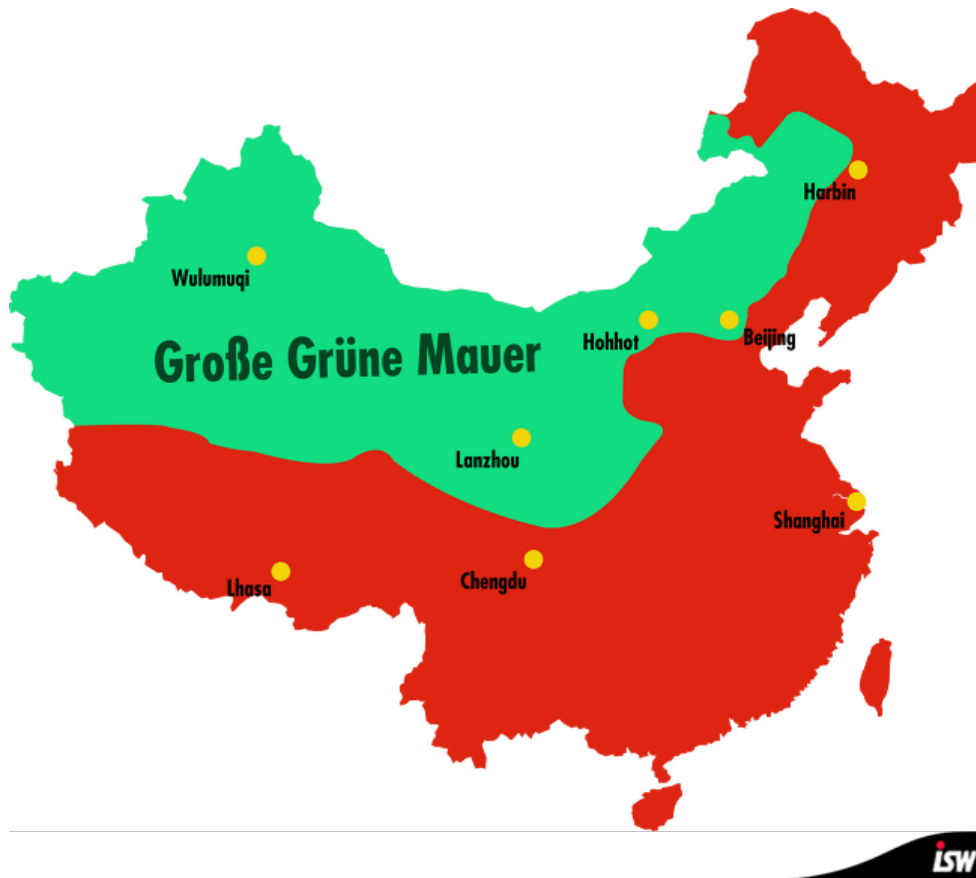 Harbin
Wulumuqi
Hohhot
Beijing
Große Grüne Mauer
Lanzhou
Shanghai
Lhasa
Chengdu
isw